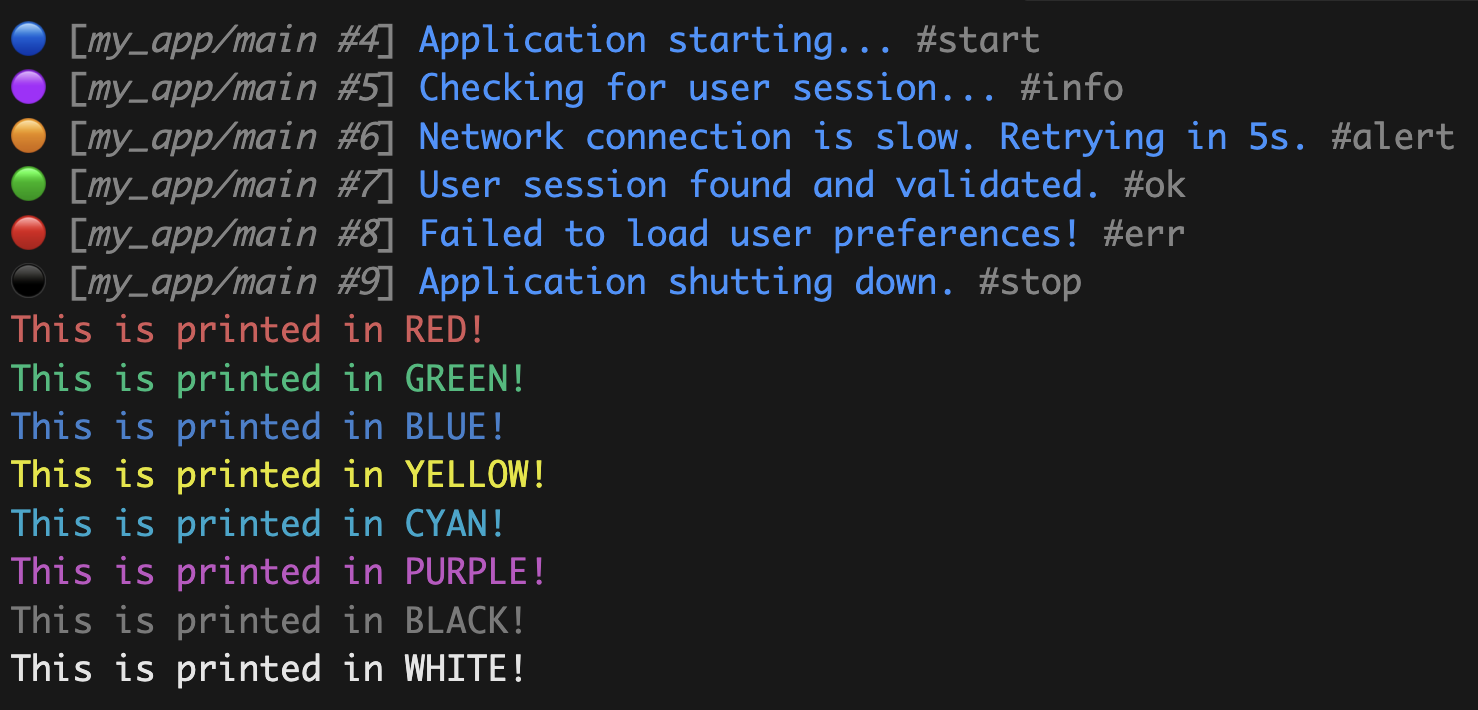 🔵 [my_app/main #4] Application starting... #start
🟣 [my_app/main #5] Checking for user session... #info
🟠 [my_app/main #6] Network connection is slow. Retrying in 5s. #alert
🟢 [my_app/main #7] User session found and validated. #ok
🔴 [my_app/main #8] Failed to load user preferences! #err
⚫ [my_app/main #9] Application shutting down. #stop
This is printed in RED!
This is printed in GREEN!
This is printed in BLUE!
This is printed in YELLOW!
This is printed in CYAN!
This is printed in PURPLE!
This is printed in BLACK!
This is printed in WHITE!